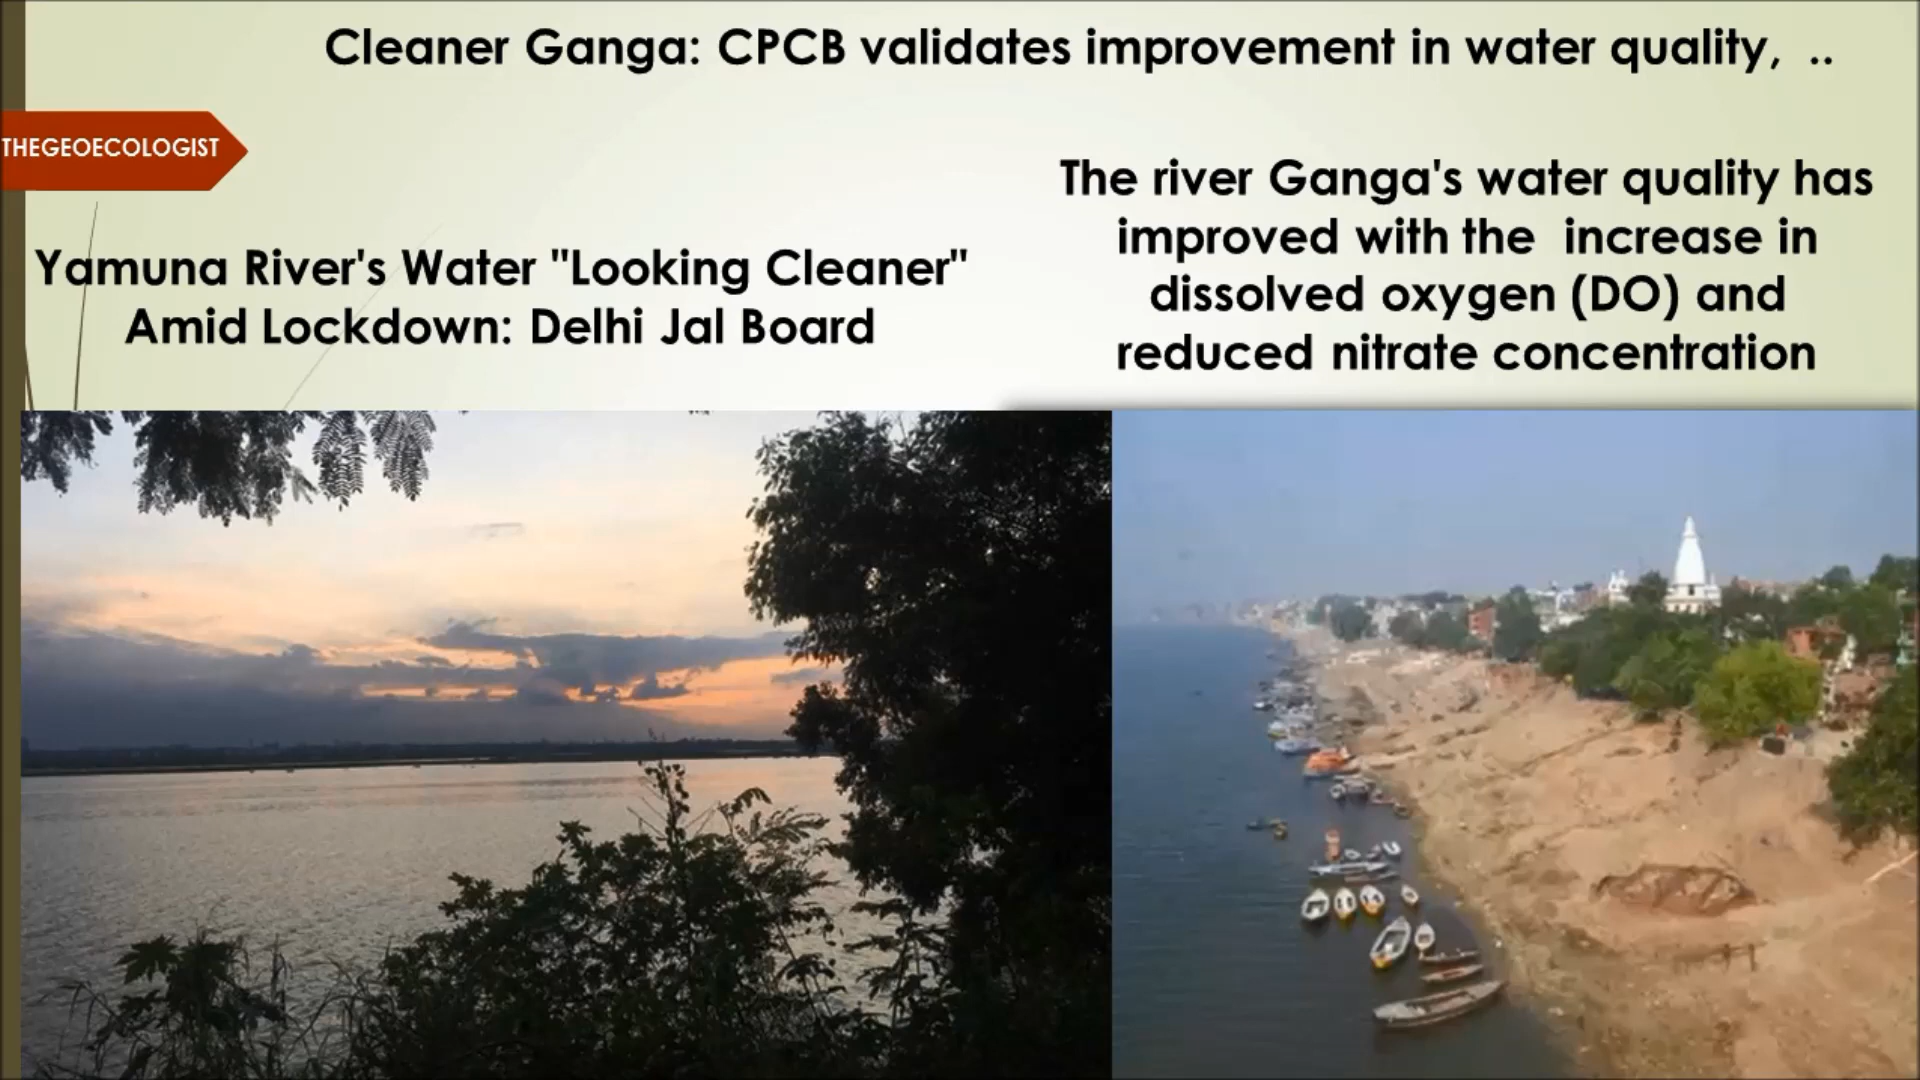 Cleaner Ganga: CPCB validates improvement in water quality, ..
THEGEOECOLOGIST
Yamuna River's Water "Looking Cleaner"
Amid Lockdown: Delhi Jal Board
The river Ganga's water quality has
improved with the increase in
dissolved oxygen (DO) and
reduced nitrate concentration